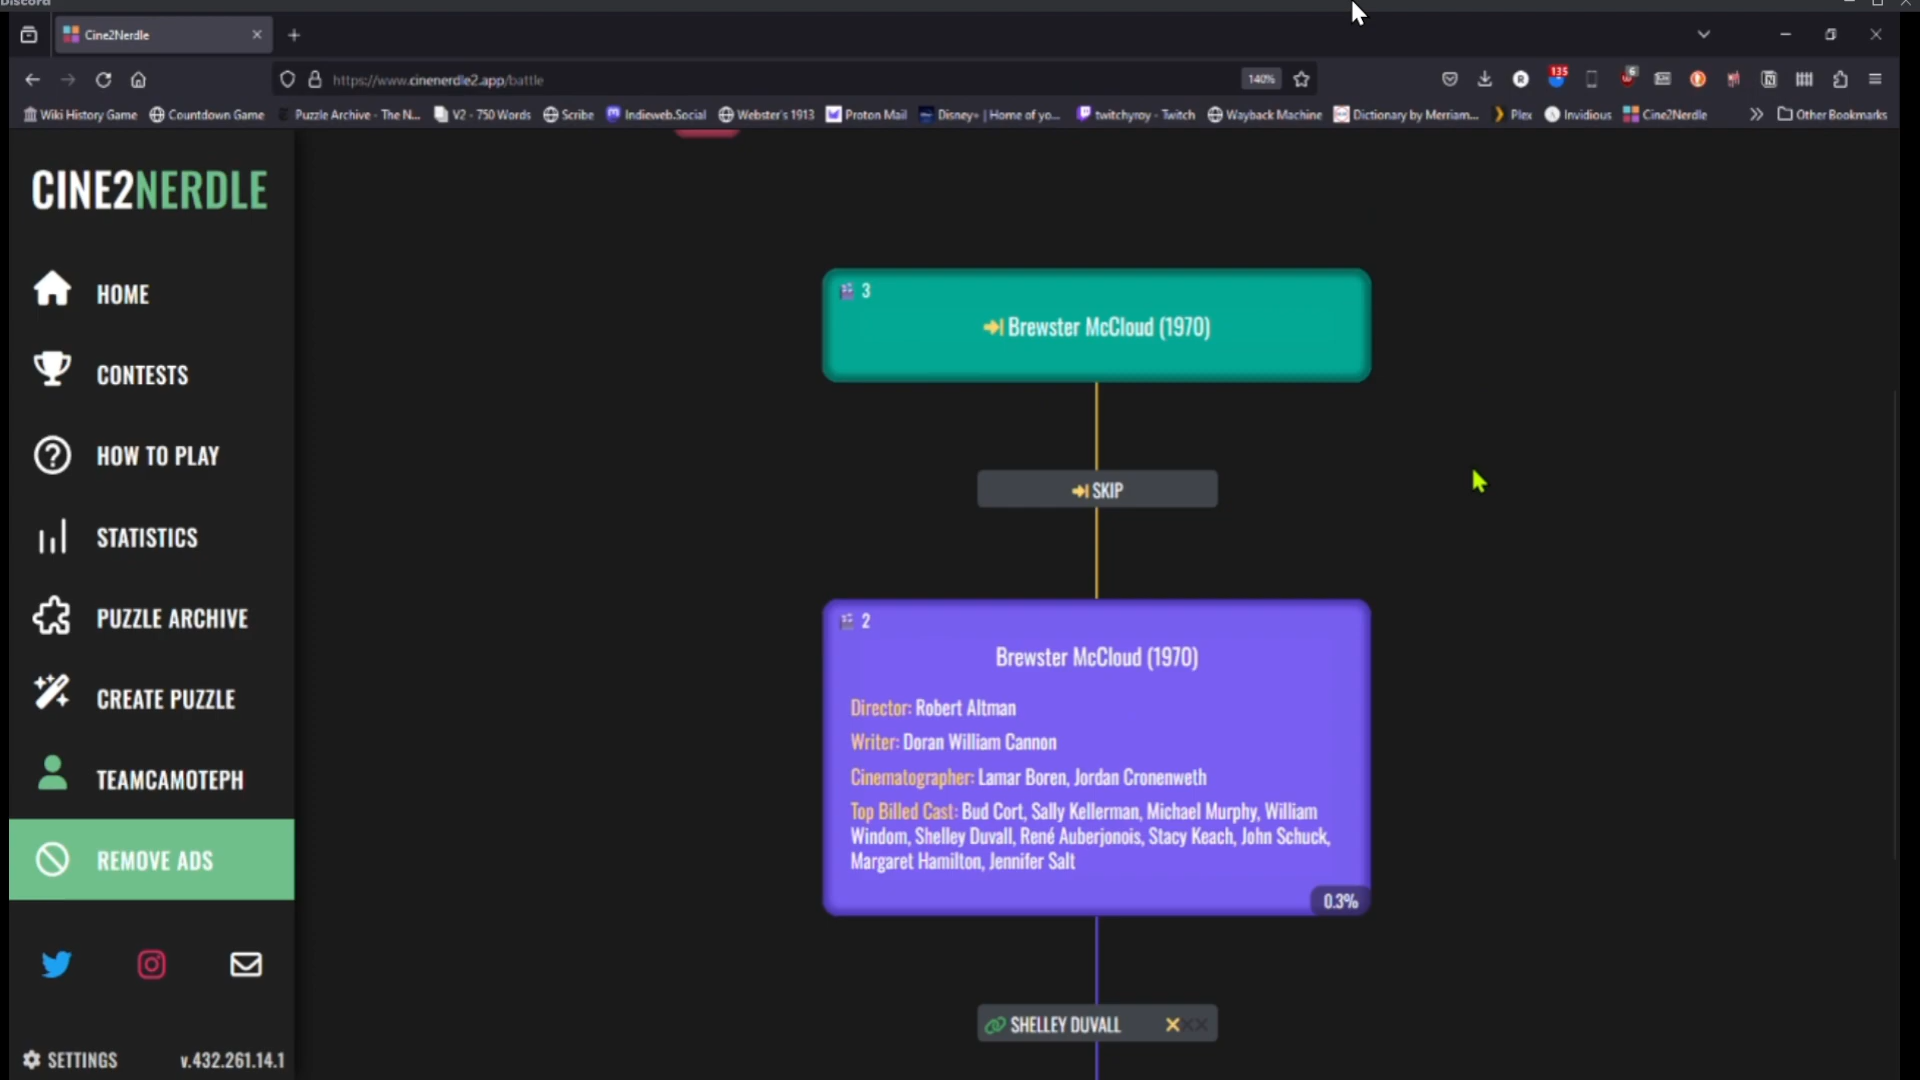 Discord
Cine2Nerdle
https://www.cinenerdle2.app/battle
140%
135
6
Wiki History Game
Countdown Game
Puzzle Archive - The N...
V2 - 750 Words
Scribe
Indieweb.Social
Webster's 1913
Proton Mail
Disney+ | Home of yo...
twitchyroy - Twitch
Wayback Machine
Dictionary by Merriam...
Plex
Invidious
Cine2Nerdle
Other Bookmarks
CINE2NERDLE
HOME
CONTESTS
HOW TO PLAY
STATISTICS
PUZZLE ARCHIVE
CREATE PUZZLE
TEAMCAMOTEPH
REMOVE ADS
SETTINGS
v.432.261.14.1
3
Brewster McCloud (1970)
SKIP
2
Brewster McCloud (1970)
Director: Robert Altman
Writer: Doran William Cannon
Cinematographer: Lamar Boren, Jordan Cronenweth
Top Billed Cast: Bud Cort, Sally Kellerman, Michael Murphy, William
Windom, Shelley Duvall, René Auberjonois, Stacy Keach, John Schuck,
Margaret Hamilton, Jennifer Salt
0.3%
SHELLEY DUVALL